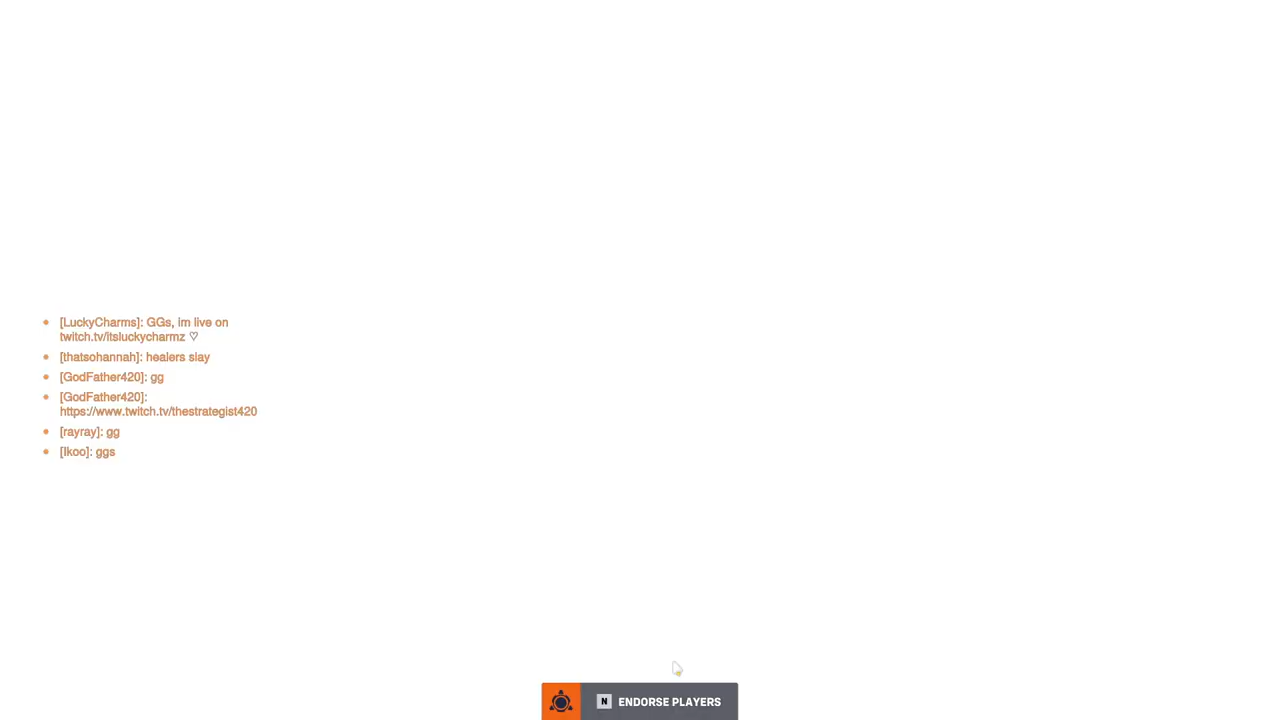 [LuckyCharms]: GGs, im live on
twitch.tv/itsluckycharmz ♡
[thatsohannah]: healers slay
[GodFather420]: gg
[GodFather420]:
https://www.twitch.tv/thestrategist420
[rayray]: gg
[Ikoo]: ggs
N ENDORSE PLAYERS